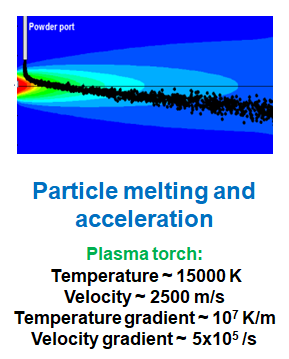 Powder port
Particle melting and
acceleration
Plasma torch:
Temperature ~ 15000 K
Velocity ~ 2500 m/s
Temperature gradient ~ 10⁷ K/m
Velocity gradient ~ 5x10⁵ /s